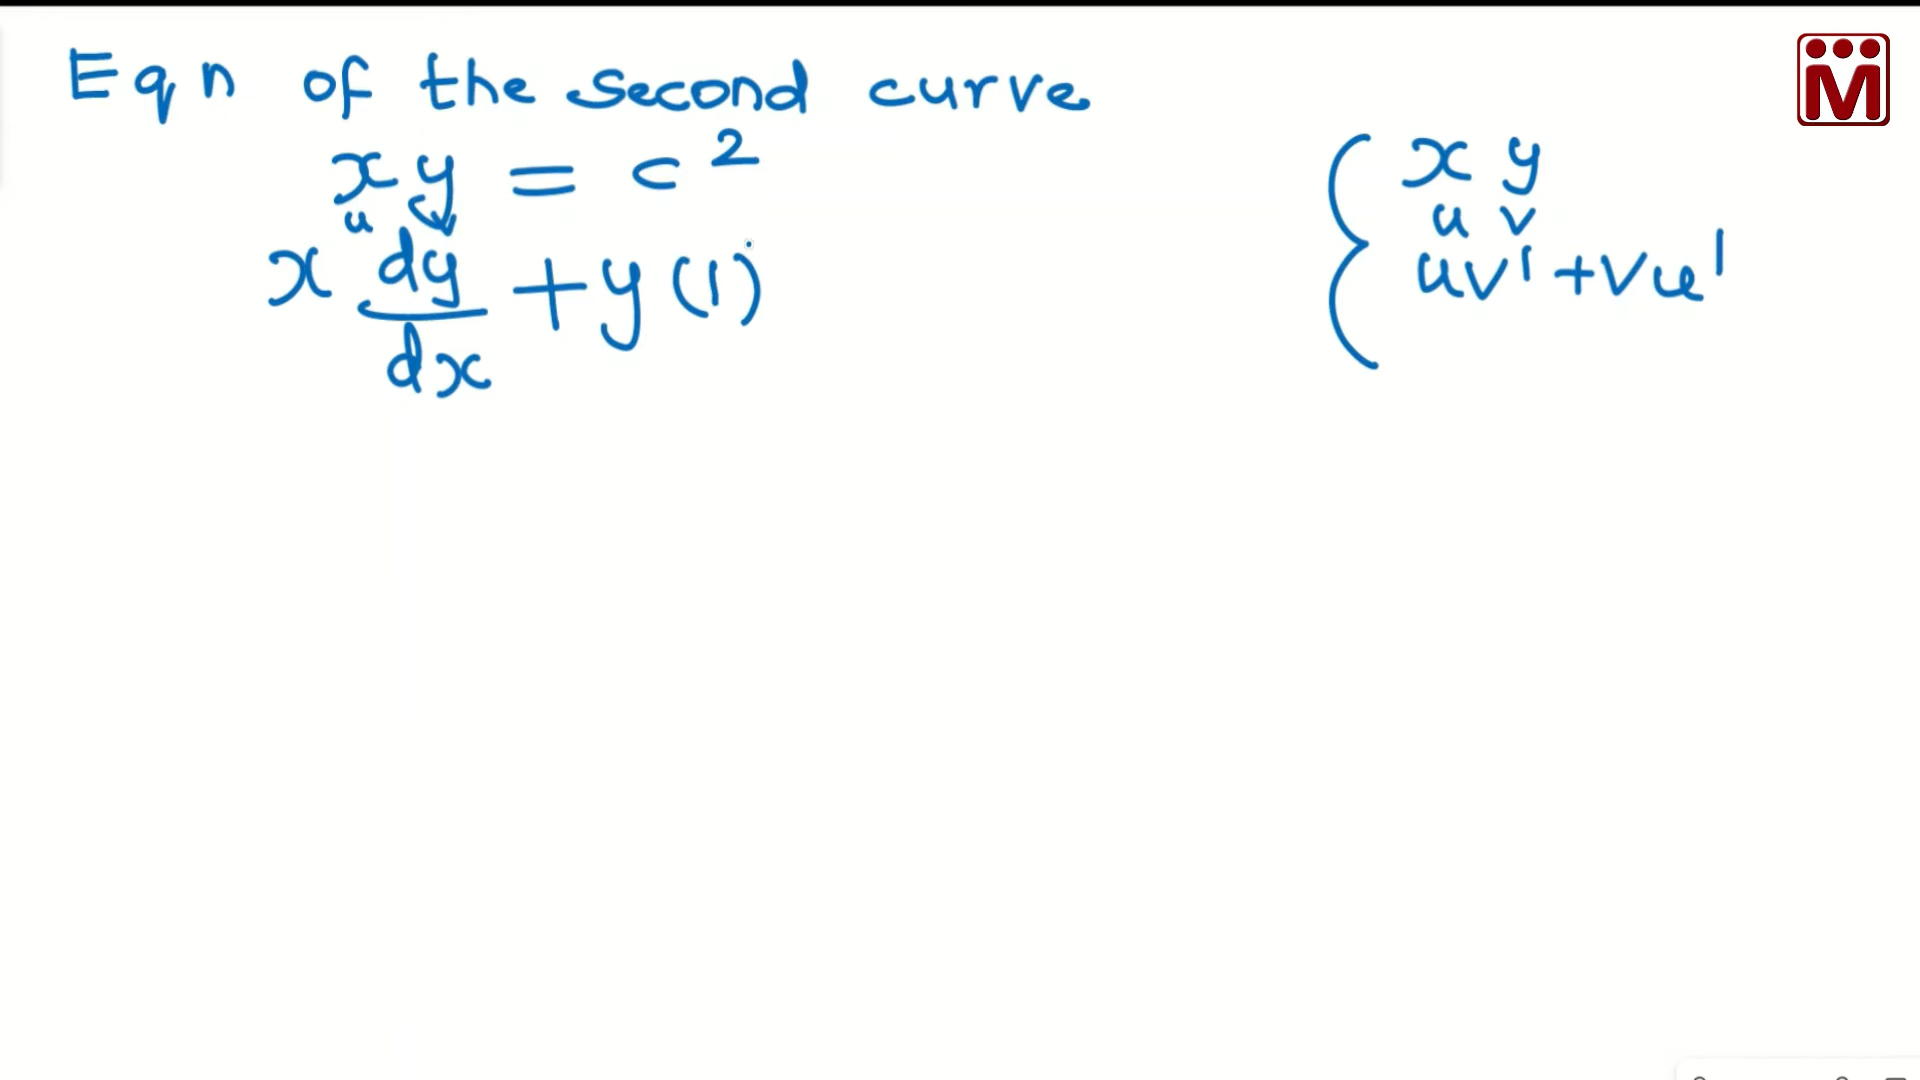 Eqn of the second curve
xy = c²
u v
x dy/dx + y(1)
x y
u v
uv' + vu'
M